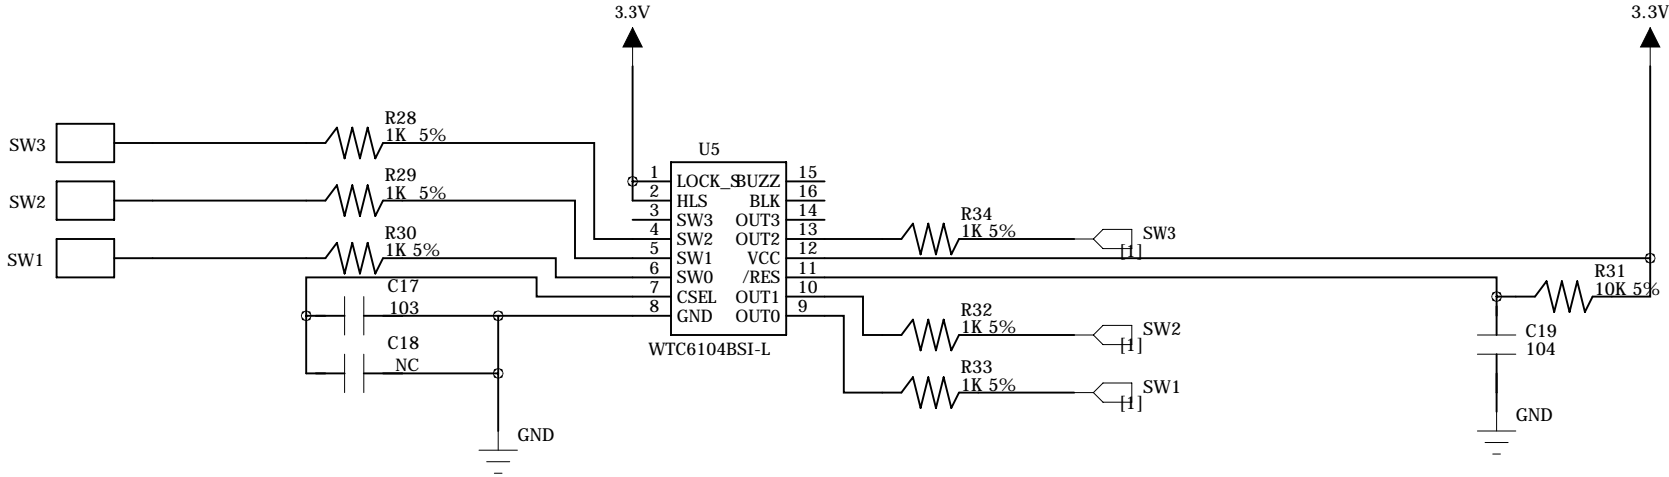 3.3V
3.3V
SW3
R28
1K 5%
SW2
R29
1K 5%
SW1
R30
1K 5%
C17
103
C18
NC
GND
U5
1 LOCK_S BUZZ 15
2 HLS BLK 16
3 SW3 OUT3 14
4 SW2 OUT2 13
5 SW1 VCC 12
6 SW0 /RES 11
7 CSEL OUT1 10
8 GND OUT0 9
WTC6104BSI-L
R34
1K 5%
SW3
[1]
R32
1K 5%
SW2
[1]
R33
1K 5%
SW1
[1]
R31
10K 5%
C19
104
GND